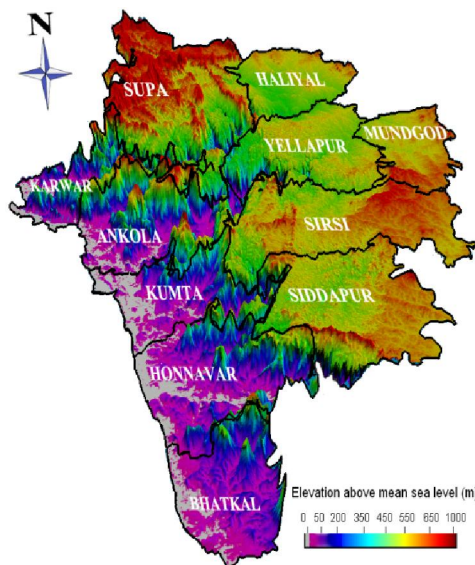 N
SUPA
HALIYAL
YELLAPUR
MUNDGOD
KARWAR
ANKOLA
SIRSI
KUMTA
SIDDAPUR
HONNAVAR
BHATKAL
Elevation above mean sea level (m)
0 50 200 300 450 550 650 1000